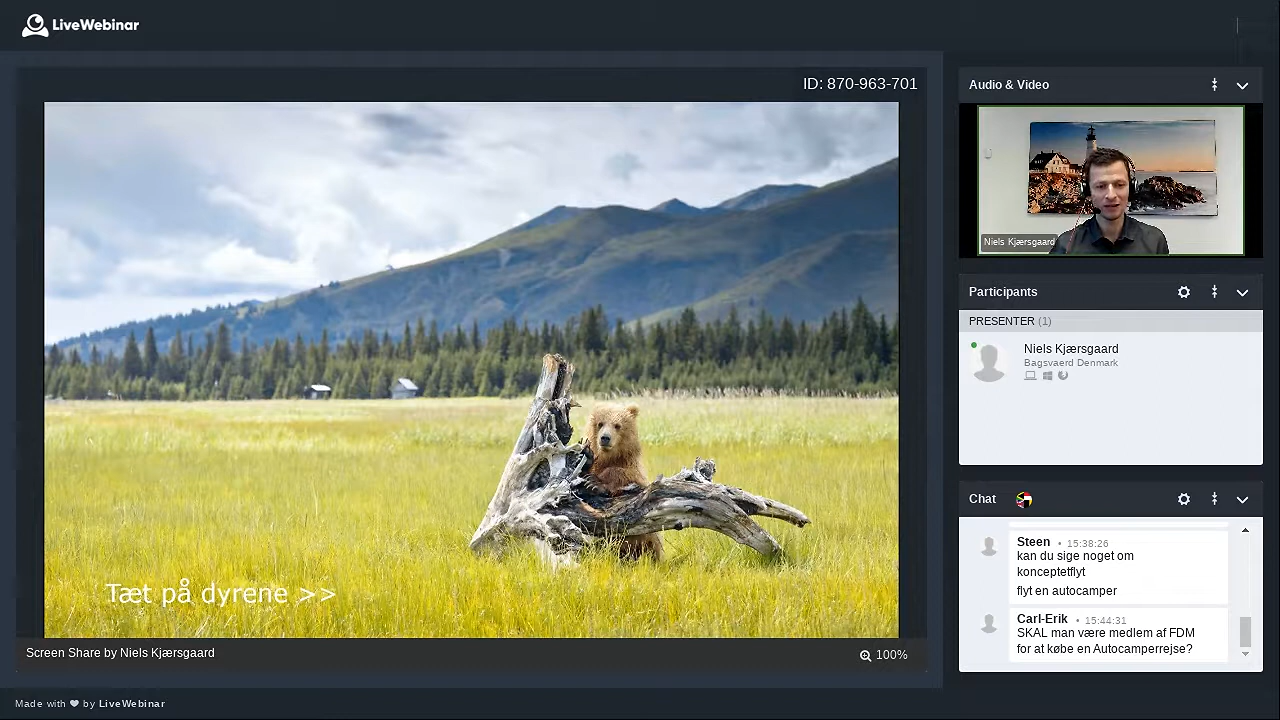 LiveWebinar
ID: 870-963-701
Tæt på dyrene >>
Screen Share by Niels Kjærsgaard
100%
Made with by LiveWebinar
Audio & Video
Niels Kjærsgaard
Participants
PRESENTER (1)
Niels Kjærsgaard
Bagsvaerd Denmark
Chat
Steen • 15:38:26
kan du sige noget om
konceptetflyt
flyt en autocamper
Carl-Erik • 15:44:31
SKAL man være medlem af FDM
for at købe en Autocamperrejse?